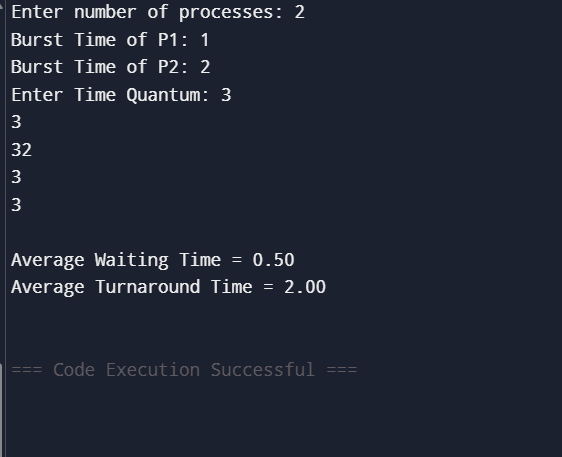 Enter number of processes: 2
Burst Time of P1: 1
Burst Time of P2: 2
Enter Time Quantum: 3
3
32
3
3
Average Waiting Time = 0.50
Average Turnaround Time = 2.00
=== Code Execution Successful ===